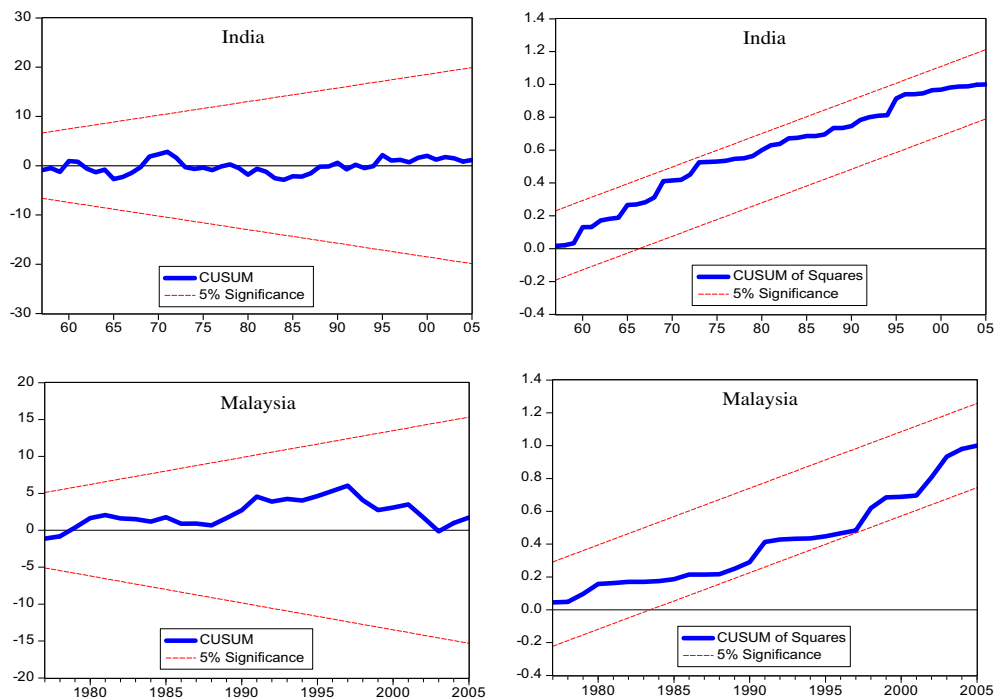 India
30
20
10
0
-10
-20
-30
CUSUM
5% Significance
60 65 70 75 80 85 90 95 00 05
India
1.4
1.2
1.0
0.8
0.6
0.4
0.2
0.0
-0.2
-0.4
CUSUM of Squares
5% Significance
60 65 70 75 80 85 90 95 00 05
Malaysia
20
15
10
5
0
-5
-10
-15
-20
CUSUM
5% Significance
1980 1985 1990 1995 2000 2005
Malaysia
1.4
1.2
1.0
0.8
0.6
0.4
0.2
0.0
-0.2
-0.4
CUSUM of Squares
5% Significance
1980 1985 1990 1995 2000 2005